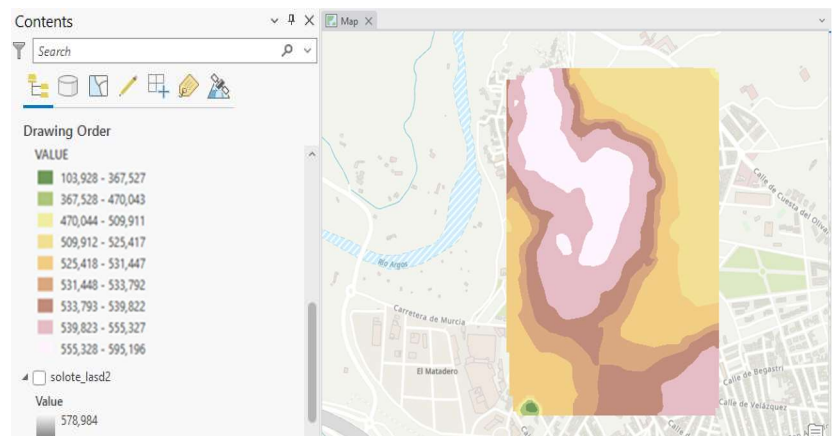 Contents
Search
Drawing Order
VALUE
103,928 - 367,527
367,528 - 470,043
470,044 - 509,911
509,912 - 525,417
525,418 - 531,447
531,448 - 533,792
533,793 - 539,822
539,823 - 555,327
555,328 - 595,196
solote_lasd2
Value
578,984
Map
Río Argos
Carretera de Murcia
El Matadero
Calle de Cuesta del Olivar
Calle de Begastri
Calle de Velázquez